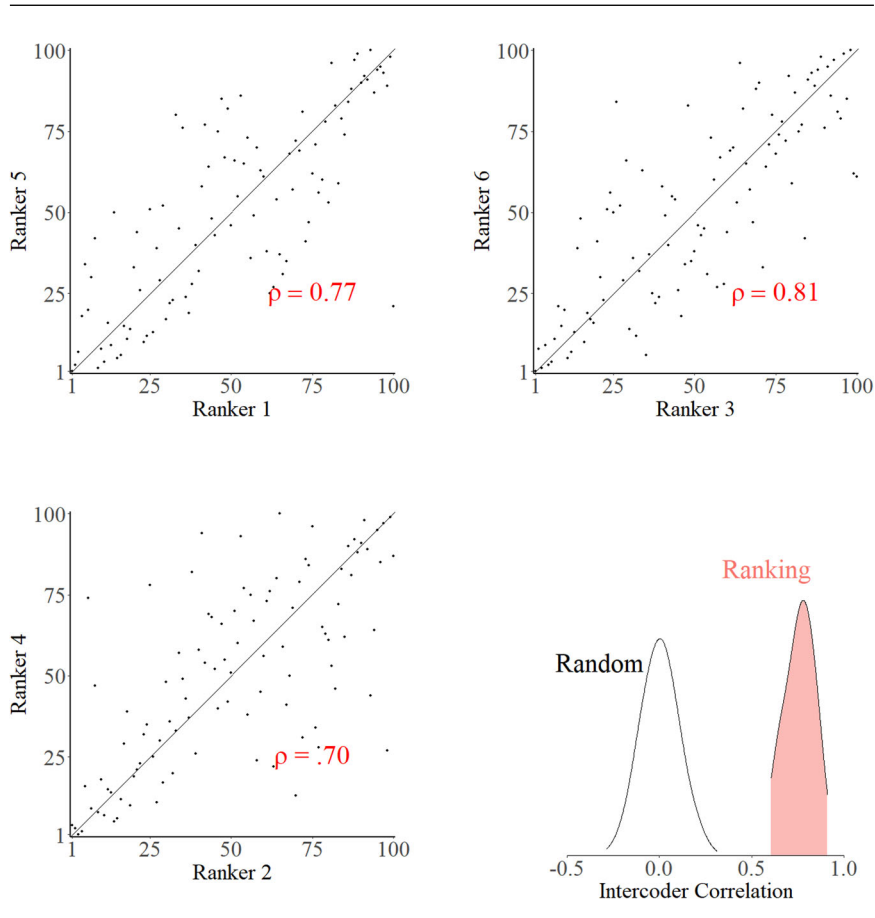 100
75
50
25
1
Ranker 5
ρ = 0.77
1 25 50 75 100
Ranker 1
100
75
50
25
1
Ranker 6
ρ = 0.81
1 25 50 75 100
Ranker 3
100
75
50
25
1
Ranker 4
ρ = .70
1 25 50 75 100
Ranker 2
Ranking
Random
-0.5 0.0 0.5 1.0
Intercoder Correlation